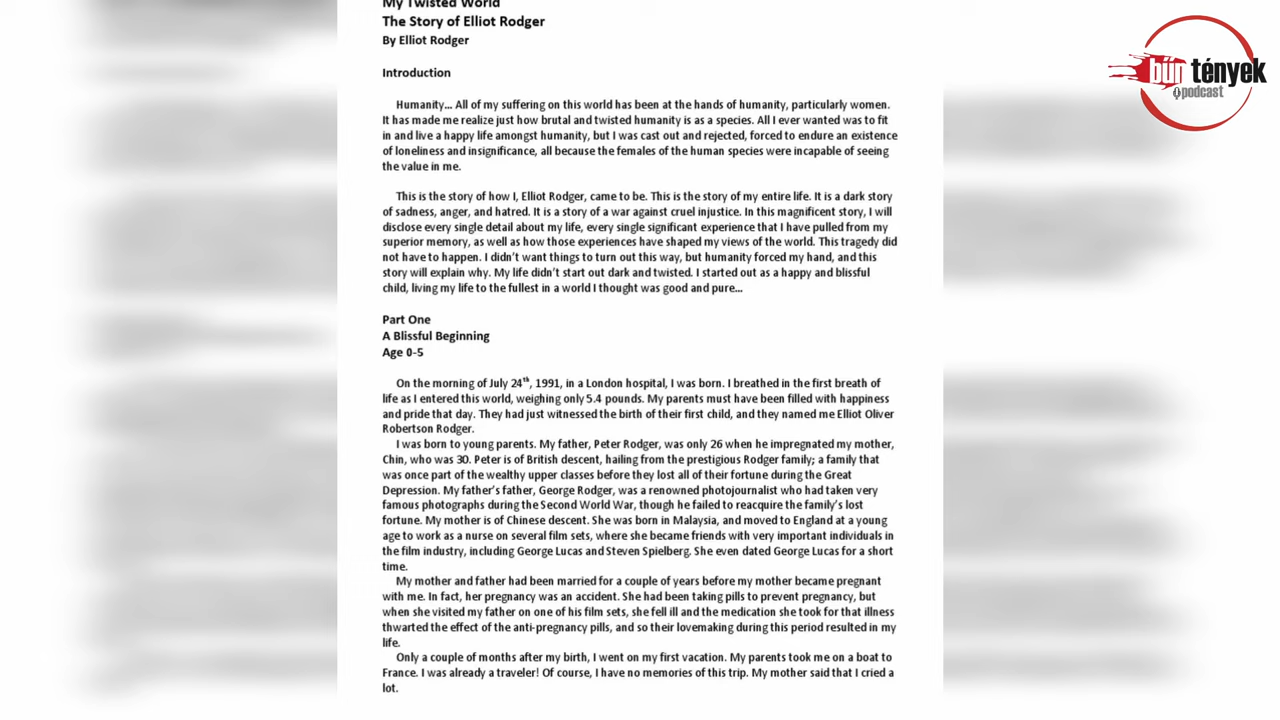 My Twisted World
The Story of Elliot Rodger
By Elliot Rodger
Introduction
Humanity... All of my suffering on this world has been at the hands of humanity, particularly women.
It has made me realize just how brutal and twisted humanity is as a species. All I ever wanted was to fit
in and live a happy life amongst humanity, but I was cast out and rejected, forced to endure an existence
of loneliness and insignificance, all because the females of the human species were incapable of seeing
the value in me.
This is the story of how I, Elliot Rodger, came to be. This is the story of my entire life. It is a dark story
of sadness, anger, and hatred. It is a story of a war against cruel injustice. In this magnificent story, I will
disclose every single detail about my life, every single significant experience that I have pulled from my
superior memory, as well as how those experiences have shaped my views of the world. This tragedy did
not have to happen. I didn't want things to turn out this way, but humanity forced my hand, and this
story will explain why. My life didn't start out dark and twisted. I started out as a happy and blissful
child, living my life to the fullest in a world I thought was good and pure...
Part One
A Blissful Beginning
Age 0-5
On the morning of July 24th, 1991, in a London hospital, I was born. I breathed in the first breath of
life as I entered this world, weighing only 5.4 pounds. My parents must have been filled with happiness
and pride that day. They had just witnessed the birth of their first child, and they named me Elliot Oliver
Robertson Rodger.
I was born to young parents. My father, Peter Rodger, was only 26 when he impregnated my mother,
Chin, who was 30. Peter is of British descent, hailing from the prestigious Rodger family; a family that
was once part of the wealthy upper classes before they lost all of their fortune during the Great
Depression. My father's father, George Rodger, was a renowned photojournalist who had taken very
famous photographs during the Second World War, though he failed to reacquire the family's lost
fortune. My mother is of Chinese descent. She was born in Malaysia, and moved to England at a young
age to work as a nurse on several film sets, where she became friends with very important individuals in
the film industry, including George Lucas and Steven Spielberg. She even dated George Lucas for a short
time.
My mother and father had been married for a couple of years before my mother became pregnant
with me. In fact, her pregnancy was an accident. She had been taking pills to prevent pregnancy, but
when she visited my father on one of his film sets, she fell ill and the medication she took for that illness
thwarted the effect of the anti-pregnancy pills, and so their lovemaking during this period resulted in my
life.
Only a couple of months after my birth, I went on my first vacation. My parents took me on a boat to
France. I was already a traveler! Of course, I have no memories of this trip. My mother said that I cried a
lot.
bűn tények
podcast